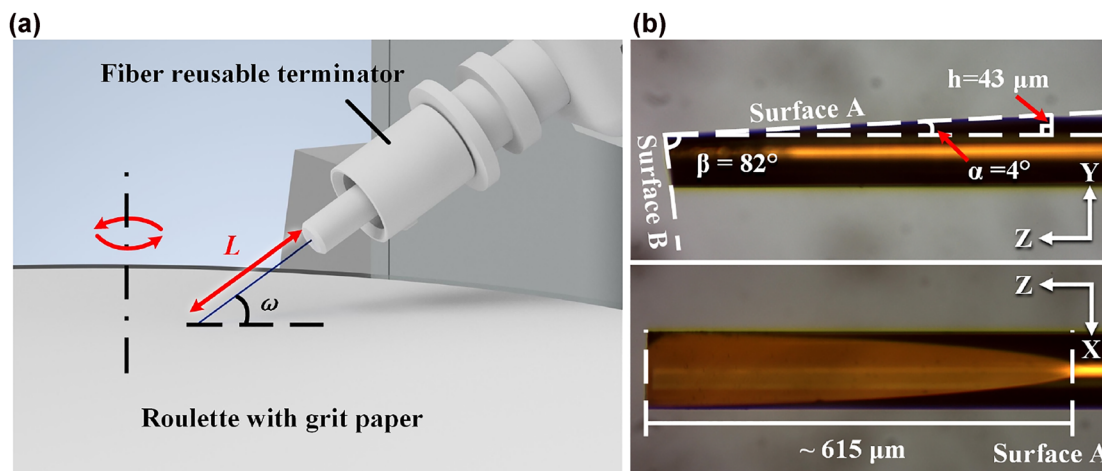 (a)
Fiber reusable terminator
L
ω
Roulette with grit paper
(b)
h=43 μm
Surface A
Surface B
β = 82°
α =4°
Y
Z
Z
X
~ 615 μm
Surface A